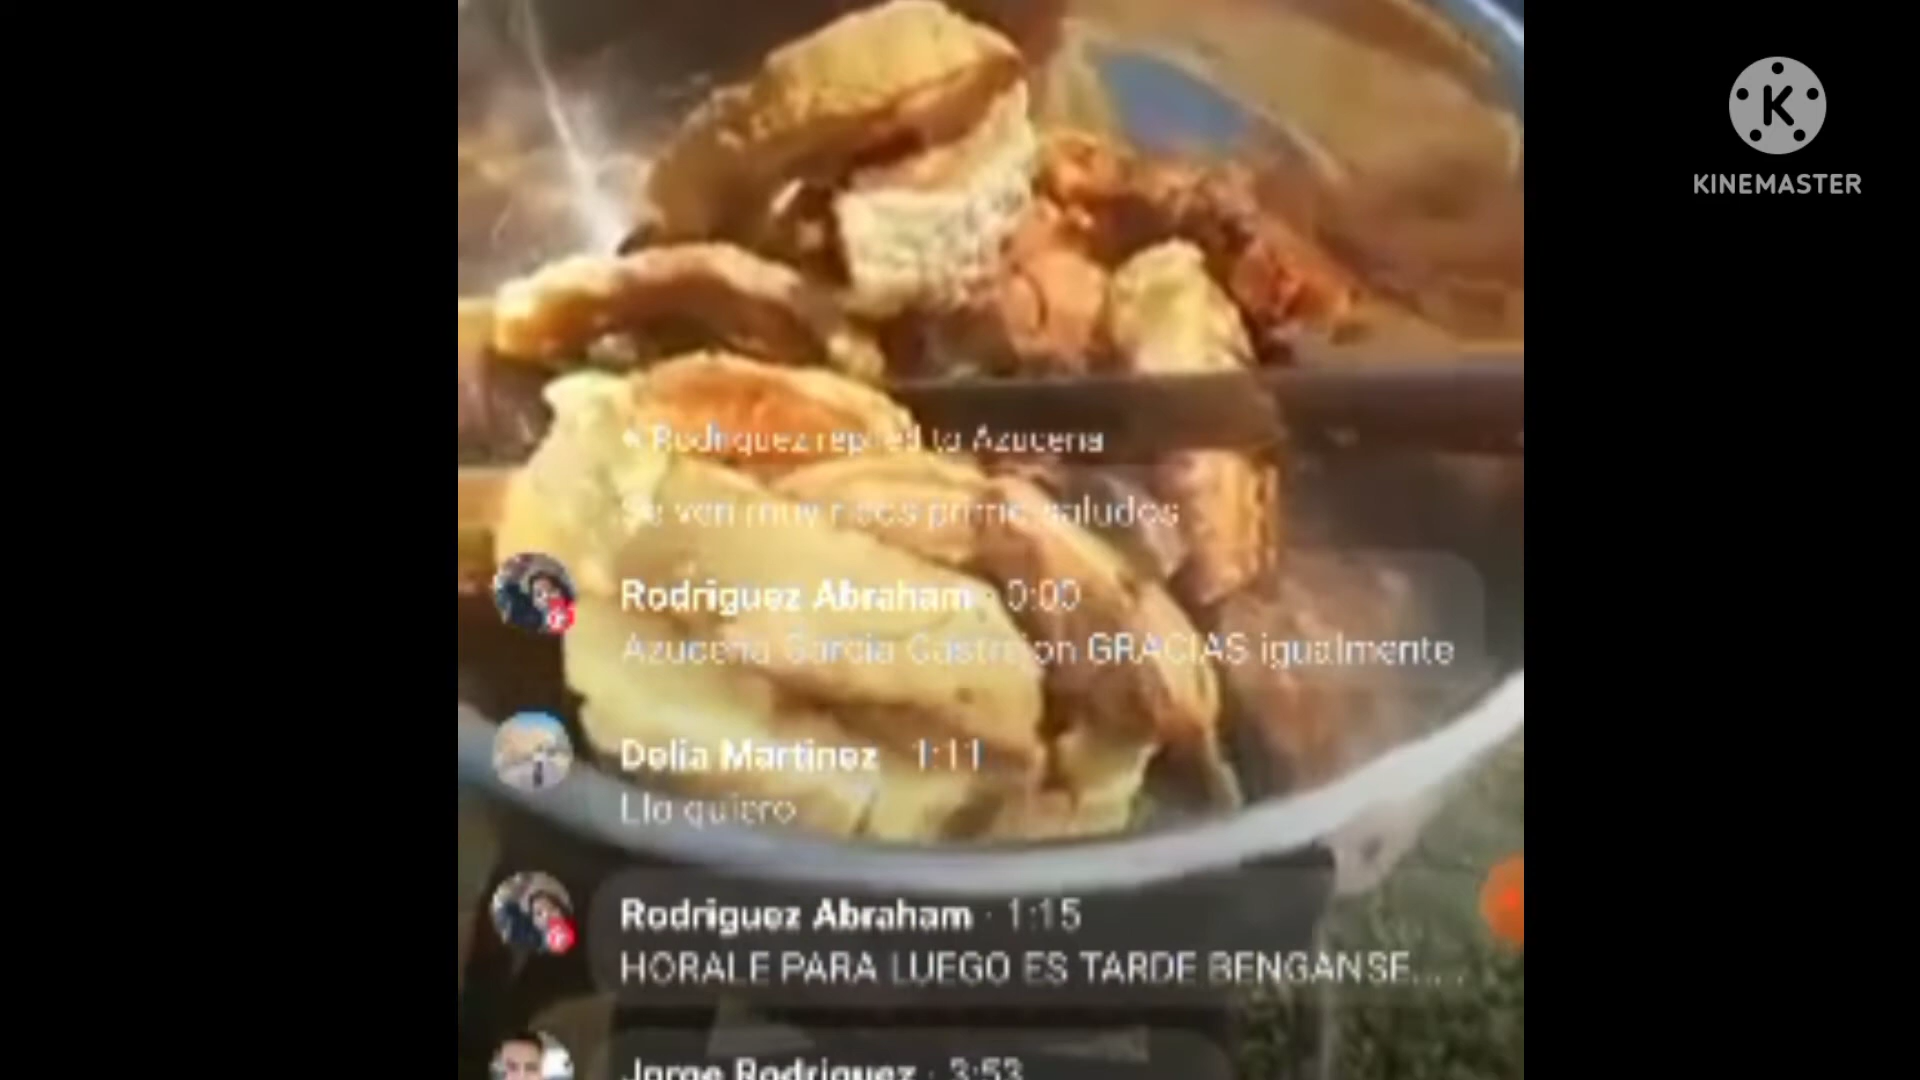 KINEMASTER
Rodriguez replied to Azucena
Se ven muy ricos primo saludos
Rodriguez Abraham · 0:00
Azucena Garcia Castrejon GRACIAS igualmente
Delia Martinez · 1:11
Llo quiero
Rodriguez Abraham · 1:15
HORALE PARA LUEGO ES TARDE BENGANSE.....
Jorge Rodriguez · 3:53